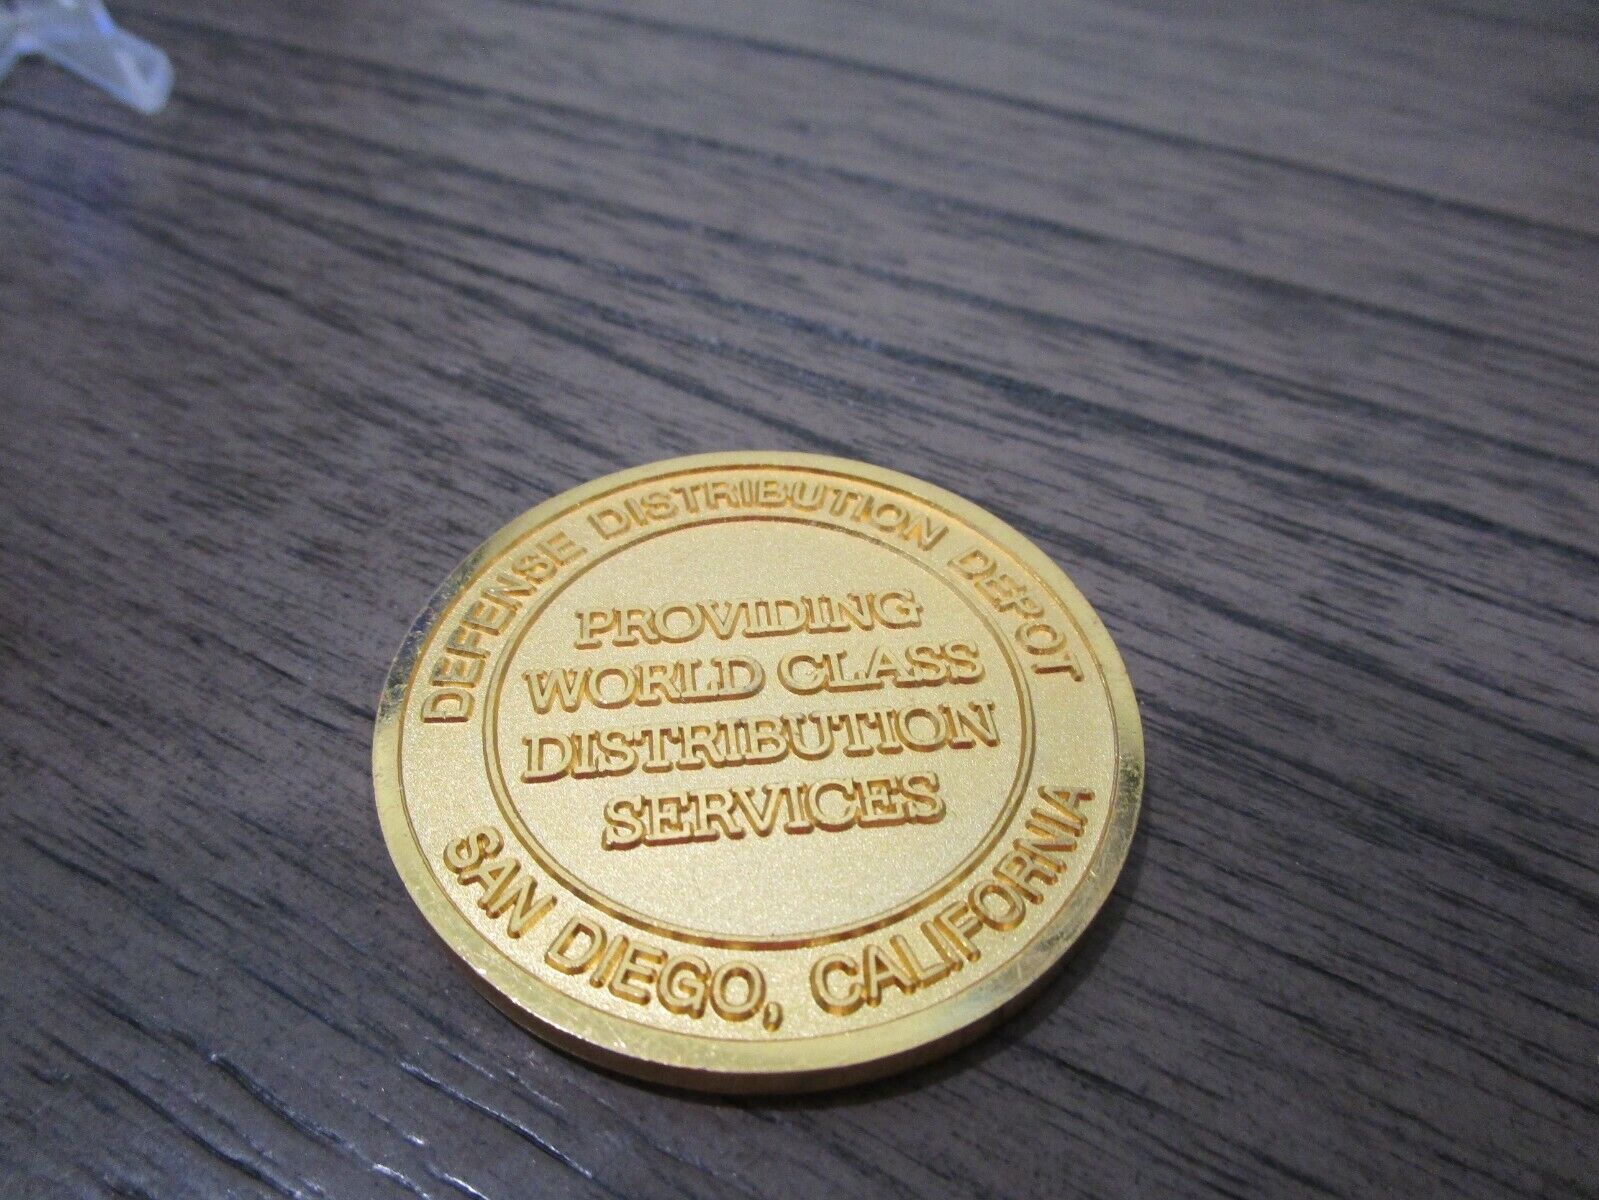 DEFENSE DISTRIBUTION DEPOT
PROVIDING
WORLD CLASS
DISTRIBUTION
SERVICES
SAN DIEGO, CALIFORNIA